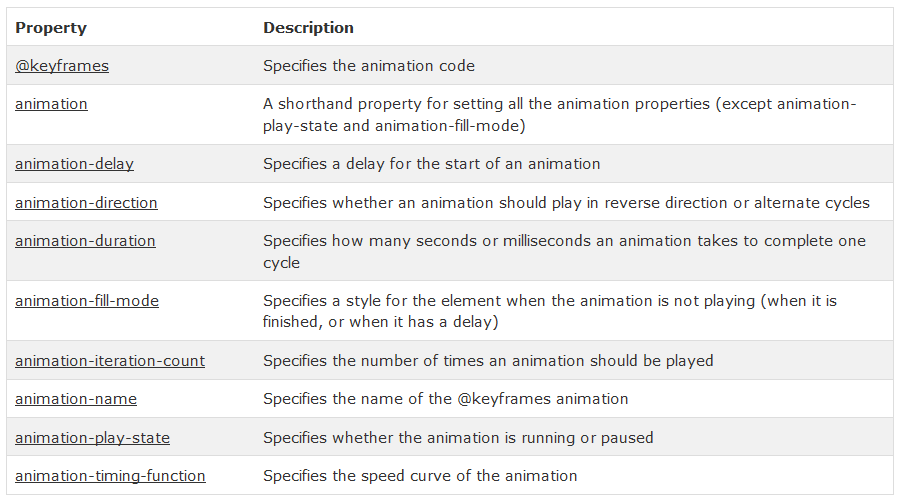 Property Description
@keyframes Specifies the animation code
animation A shorthand property for setting all the animation properties (except animation-
play-state and animation-fill-mode)
animation-delay Specifies a delay for the start of an animation
animation-direction Specifies whether an animation should play in reverse direction or alternate cycles
animation-duration Specifies how many seconds or milliseconds an animation takes to complete one
cycle
animation-fill-mode Specifies a style for the element when the animation is not playing (when it is
finished, or when it has a delay)
animation-iteration-count Specifies the number of times an animation should be played
animation-name Specifies the name of the @keyframes animation
animation-play-state Specifies whether the animation is running or paused
animation-timing-function Specifies the speed curve of the animation